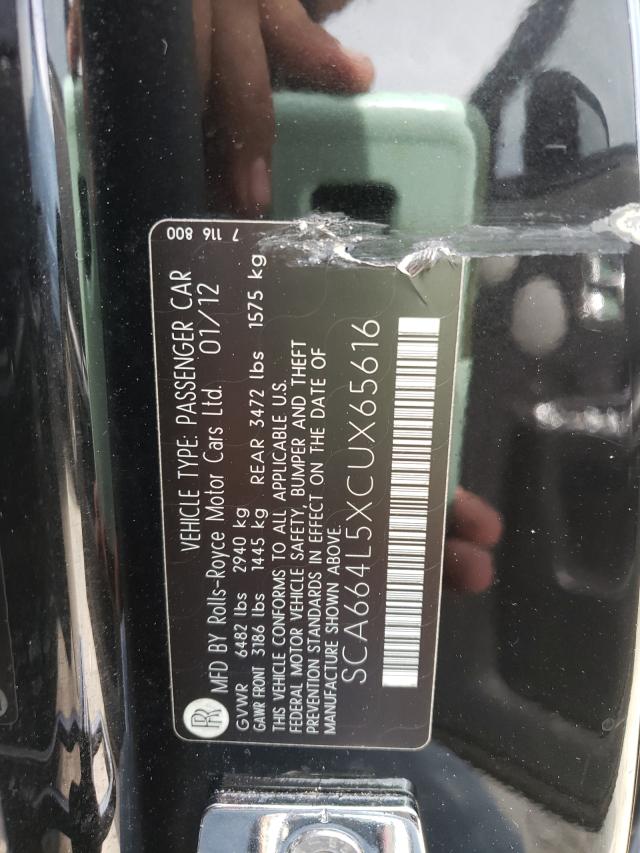 7 116 800
VEHICLE TYPE: PASSENGER CAR
RR MFD BY Rolls-Royce Motor Cars Ltd. 01/12
GVWR 6482 lbs 2940 kg
GAWR FRONT 3186 lbs 1445 kg REAR 3472 lbs 1575 kg
THIS VEHICLE CONFORMS TO ALL APPLICABLE U.S.
FEDERAL MOTOR VEHICLE SAFETY, BUMPER AND THEFT
PREVENTION STANDARDS IN EFFECT ON THE DATE OF
MANUFACTURE SHOWN ABOVE.
SCA664L5XCUX65616